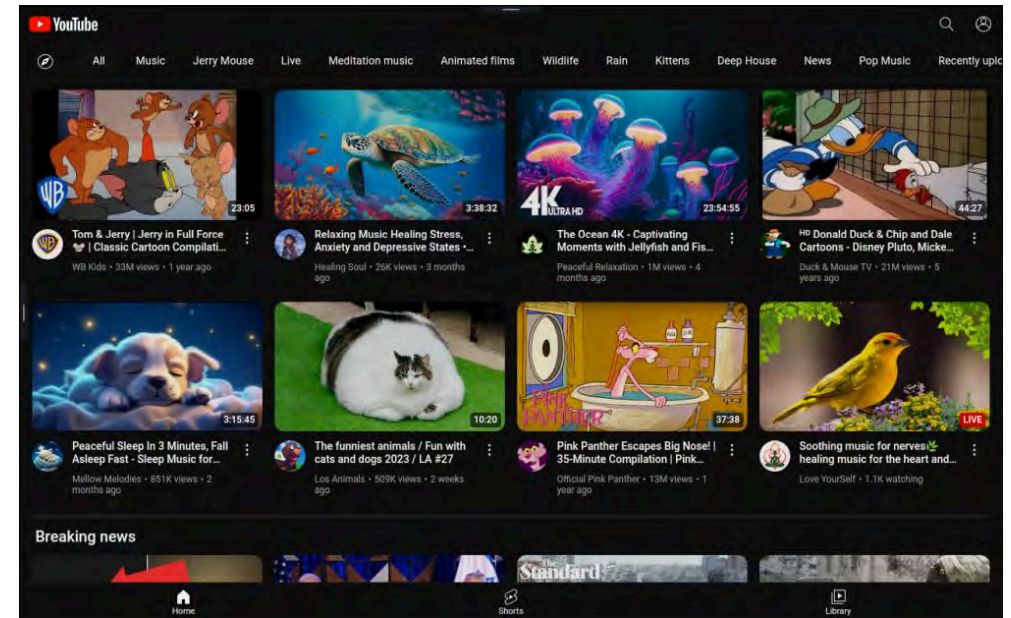 YouTube
All Music Jerry Mouse Live Meditation music Animated films Wildlife Rain Kittens Deep House News Pop Music Recently uplo
WB
23:05
3:38:32
4K
ULTRA HD
23:54:55
44:27
WB
Tom & Jerry | Jerry in Full Force
🐭 | Classic Cartoon Compilati...
WB Kids • 33M views • 1 year ago
Relaxing Music Healing Stress,
Anxiety and Depressive States •...
Healing Soul • 26K views • 3 months
ago
The Ocean 4K - Captivating
Moments with Jellyfish and Fis...
Peaceful Relaxation • 1M views • 4
months ago
ᴴᴰ Donald Duck & Chip and Dale
Cartoons - Disney Pluto, Micke...
Duck & Mouse TV • 21M views • 5
years ago
3:15:45
10:20
PINK
PANTHER
37:38
LIVE
Peaceful Sleep In 3 Minutes, Fall
Asleep Fast - Sleep Music for...
Mellow Melodies • 851K views • 2
months ago
The funniest animals / Fun with
cats and dogs 2023 / LA #27
Los Animals • 509K views • 2 weeks
ago
Pink Panther Escapes Big Nose! |
35-Minute Compilation | Pink...
Official Pink Panther • 13M views • 1
year ago
Soothing music for nerves🌿
healing music for the heart and...
Love YourSelf • 1.1K watching
Breaking news
The
Standard
Home
Shorts
Library